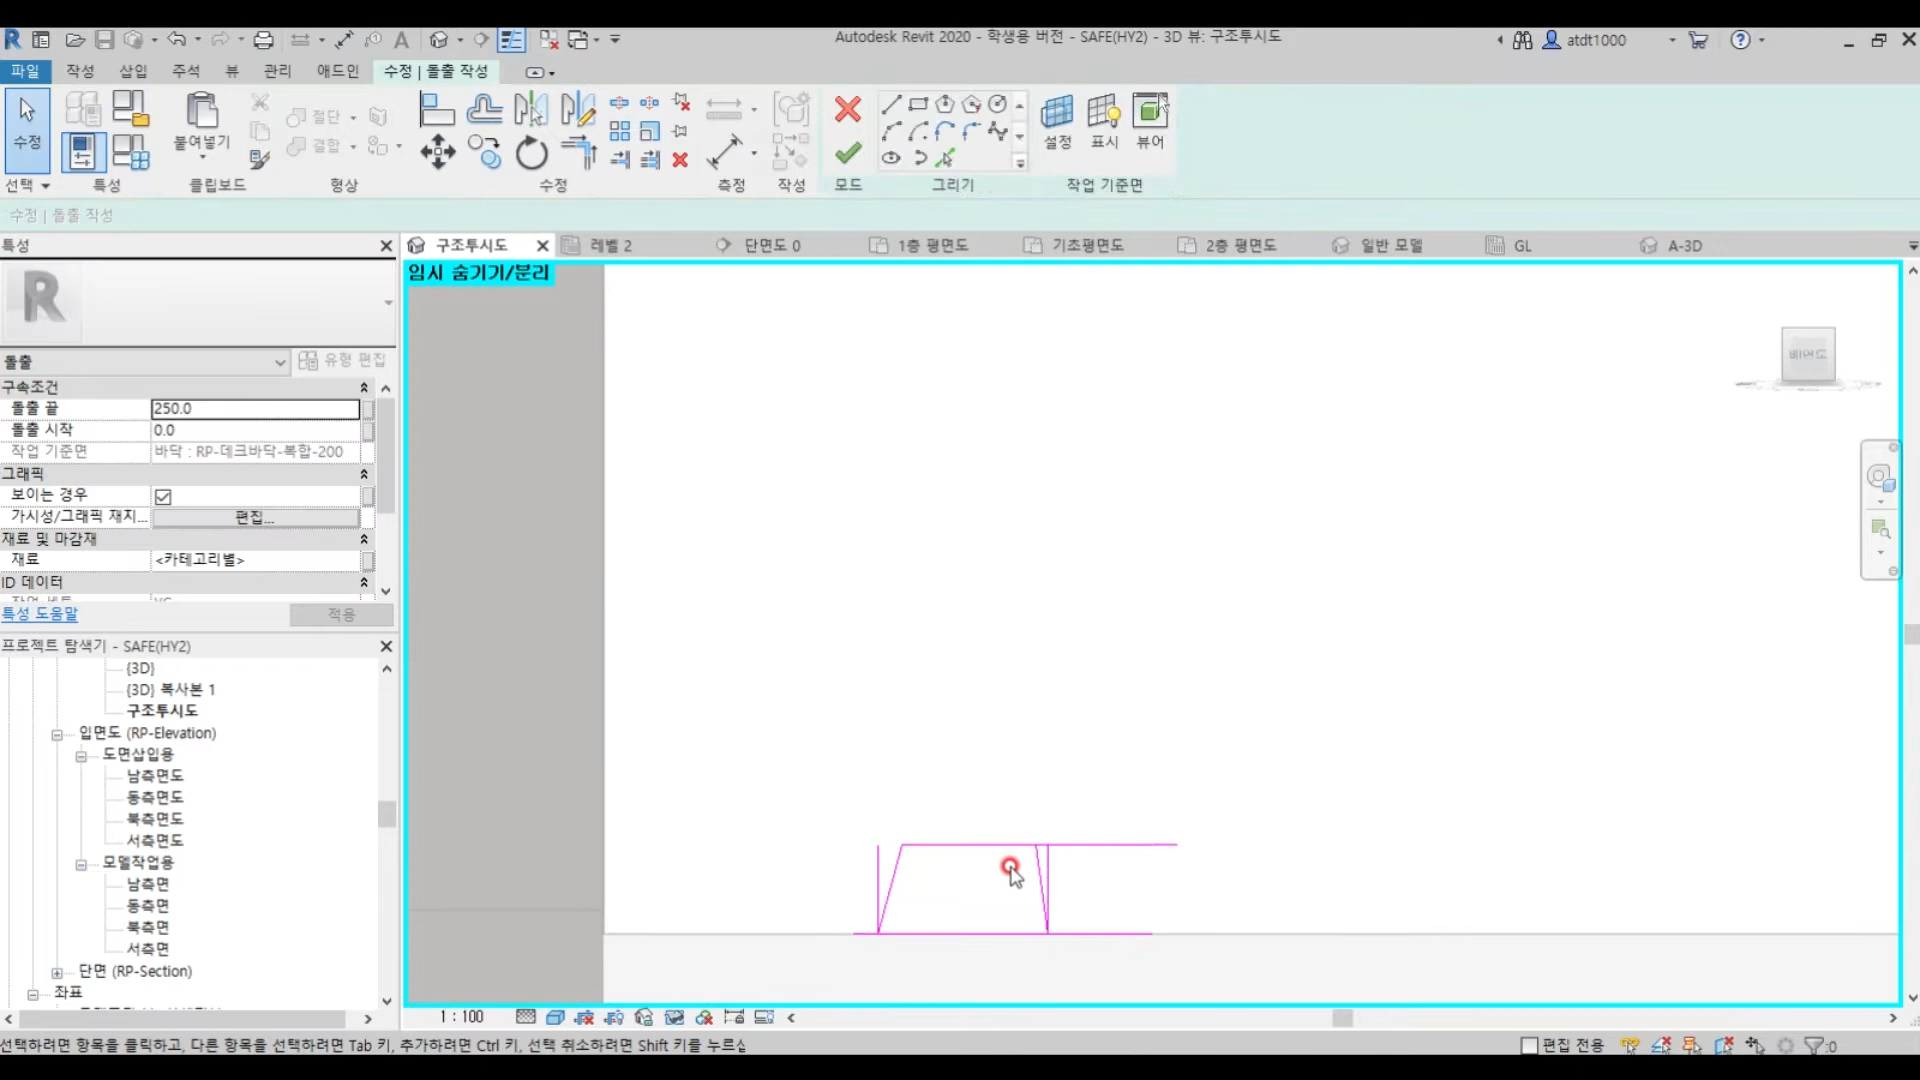 Autodesk Revit 2020 - 학생용 버전 - SAFE(HY2) - 3D 뷰: 구조투시도
atdt1000
파일 작성 삽입 주석 뷰 관리 애드인 수정 | 돌출 작성
수정
붙여넣기
절단
결합
설정 표시 뷰어
선택 특성 클립보드 형상 수정 측정 작성 모드 그리기 작업 기준면
수정 | 돌출 작성
특성
구조투시도 레벨 2 단면도 0 1층 평면도 기초평면도 2층 평면도 일반 모델 GL A-3D
임시 숨기기/분리
배면도
돌출 유형 편집
구속조건
돌출 끝 250.0
돌출 시작 0.0
작업 기준면 바닥 : RP-데크바닥-복합-200
그래픽
보이는 경우
가시성/그래픽 재지... 편집...
재료 및 마감재
재료 <카테고리별>
ID 데이터
특성 도움말 적용
프로젝트 탐색기 - SAFE(HY2)
{3D}
{3D} 복사본 1
구조투시도
입면도 (RP-Elevation)
도면삽입용
남측면도
동측면도
북측면도
서측면도
모델작업용
남측면
동측면
북측면
서측면
단면 (RP-Section)
좌표
1 : 100
선택하려면 항목을 클릭하고, 다른 항목을 선택하려면 Tab 키, 추가하려면 Ctrl 키, 선택 취소하려면 Shift 키를 누르십
편집 전용
:0